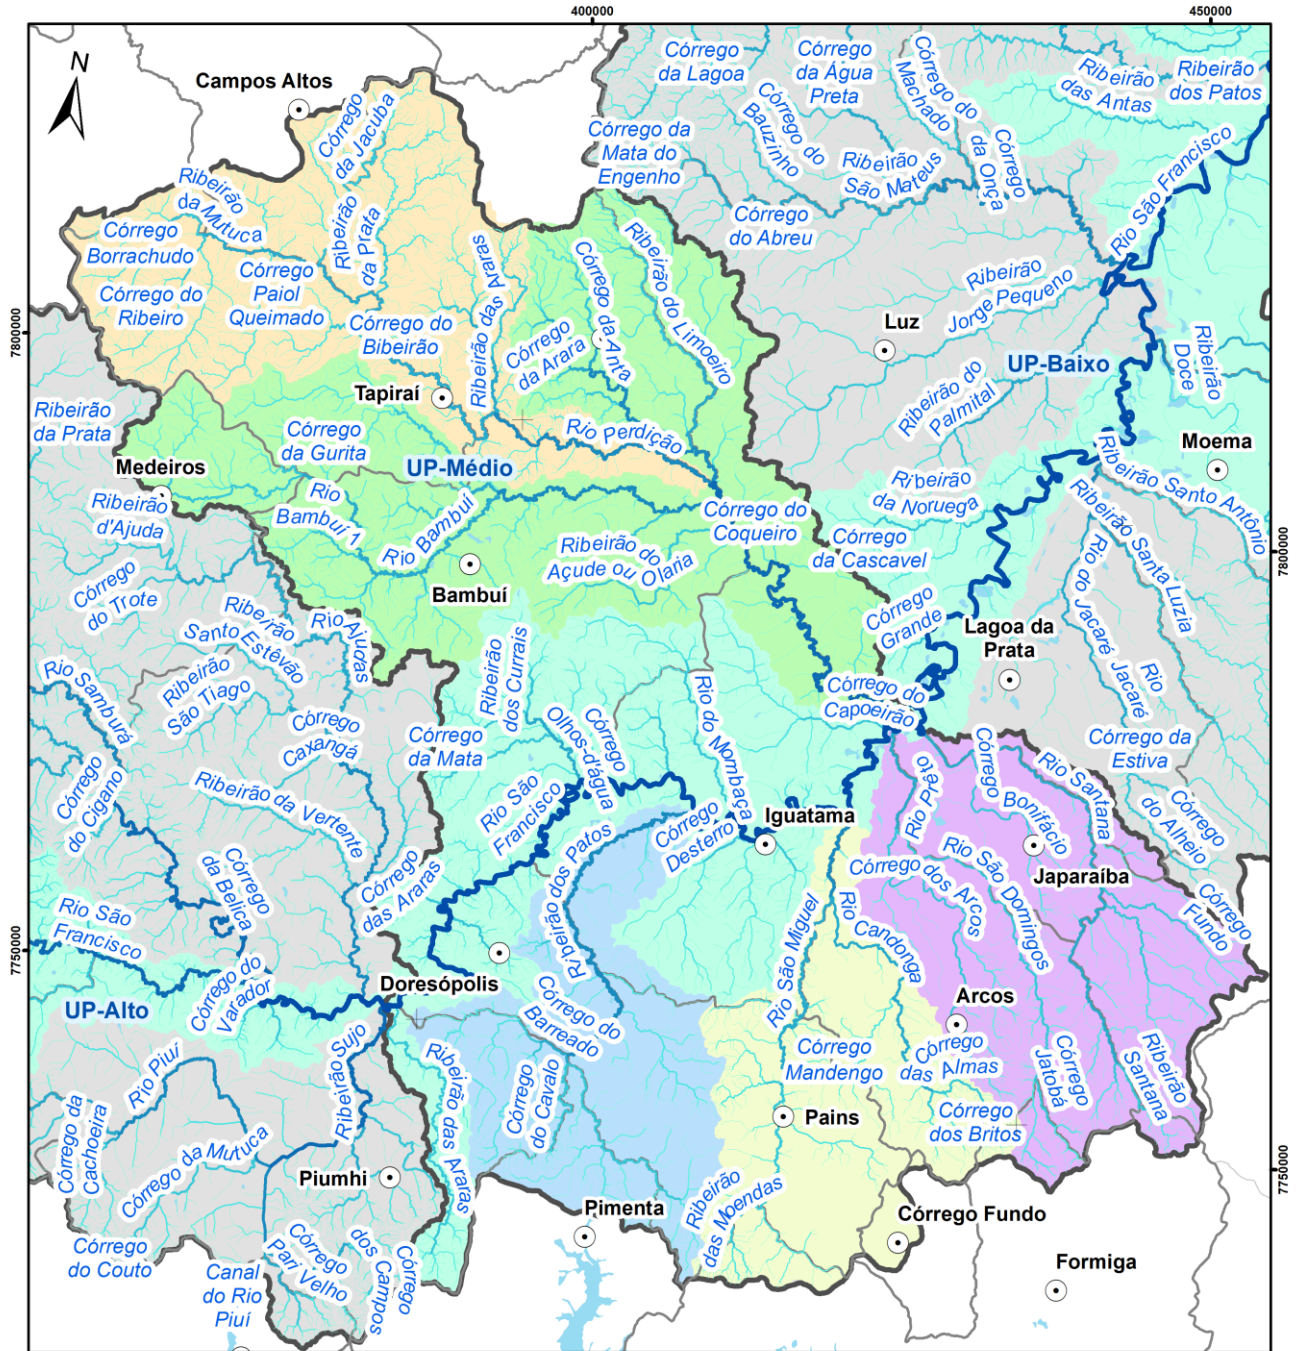 400000
450000
N
Campos Altos
Córrego
da Lagoa
Córrego
da Água
Preta
Córrego do
Machado
Ribeirão
das Antas
Ribeirão
dos Patos
Córrego
da Jacuba
Córrego do
Bauzinho
Córrego da
Mata do
Engenho
Ribeirão
São Mateus
Córrego
da Onça
Rio São Francisco
Ribeirão
da Mutuca
Ribeirão
da Prata
Córrego
do Abreu
Córrego
Borrachudo
Córrego do
Ribeiro
Córrego
Paiol
Queimado
Córrego do
Bibeirão
Ribeirão das Araras
Córrego
da Arara
Córrego da Anta
Ribeirão do Limoeiro
Ribeirão
Jorge Pequeno
Luz
UP-Baixo
Ribeirão
Doce
7800000
Tapiraí
Ribeirão do
Palmital
Moema
Ribeirão
da Prata
Córrego
da Gurita
UP-Médio
Rio Perdição
Medeiros
Ribeirão
d'Ajuda
Rio
Bambuí 1
Rio Bambuí
Córrego do
Coqueiro
Ribeirão
da Noruega
Ribeirão Santo Antônio
Ribeirão Santa Luzia
Córrego
da Cascavel
Ribeirão do
Açude ou Olaria
Bambuí
7800000
Córrego
do Trote
Ribeirão
Santo Estêvão
Rio Ajudas
Ribeirão
São Tiago
Córrego
Grande
Lagoa da
Prata
Rio do Jacaré
Rio
Jacaré
Rio Samburá
Ribeirão
dos Currais
Córrego do
Capoeirão
Córrego
Caxangá
Córrego
da Mata
Córrego
Olhos-d'água
Rio do Mombaça
Córrego da
Estiva
Córrego
do Cigano
Ribeirão da Vertente
Rio São
Francisco
Rio Prêto
Córrego
Bonifácio
Rio Santana
Córrego
do Alheio
Iguatama
Córrego
Desterro
Córrego
da Belica
Córrego
das Araras
Ribeirão dos Patos
Córrego dos Arcos
Rio São Domingos
Japaraíba
Córrego
Fundo
Rio São
Francisco
Rio São Miguel
Rio
Candonga
7750000
Doresópolis
UP-Alto
Córrego do
Varador
Córrego do
Barreado
Arcos
Rio Piuí
Ribeirão Sujo
Ribeirão das Araras
Córrego
do Cavalo
Córrego
Mandengo
Córrego
das Almas
Córrego
Jatobá
Ribeirão
Santana
Córrego da
Cachoeira
Córrego da Mutuca
Pains
Córrego
dos Britos
7750000
Piumhi
Pimenta
Ribeirão
das Moendas
Córrego Fundo
Córrego
do Couto
Canal
do Rio
Piuí
Córrego
Pari Velho
Córrego
dos Campos
Formiga